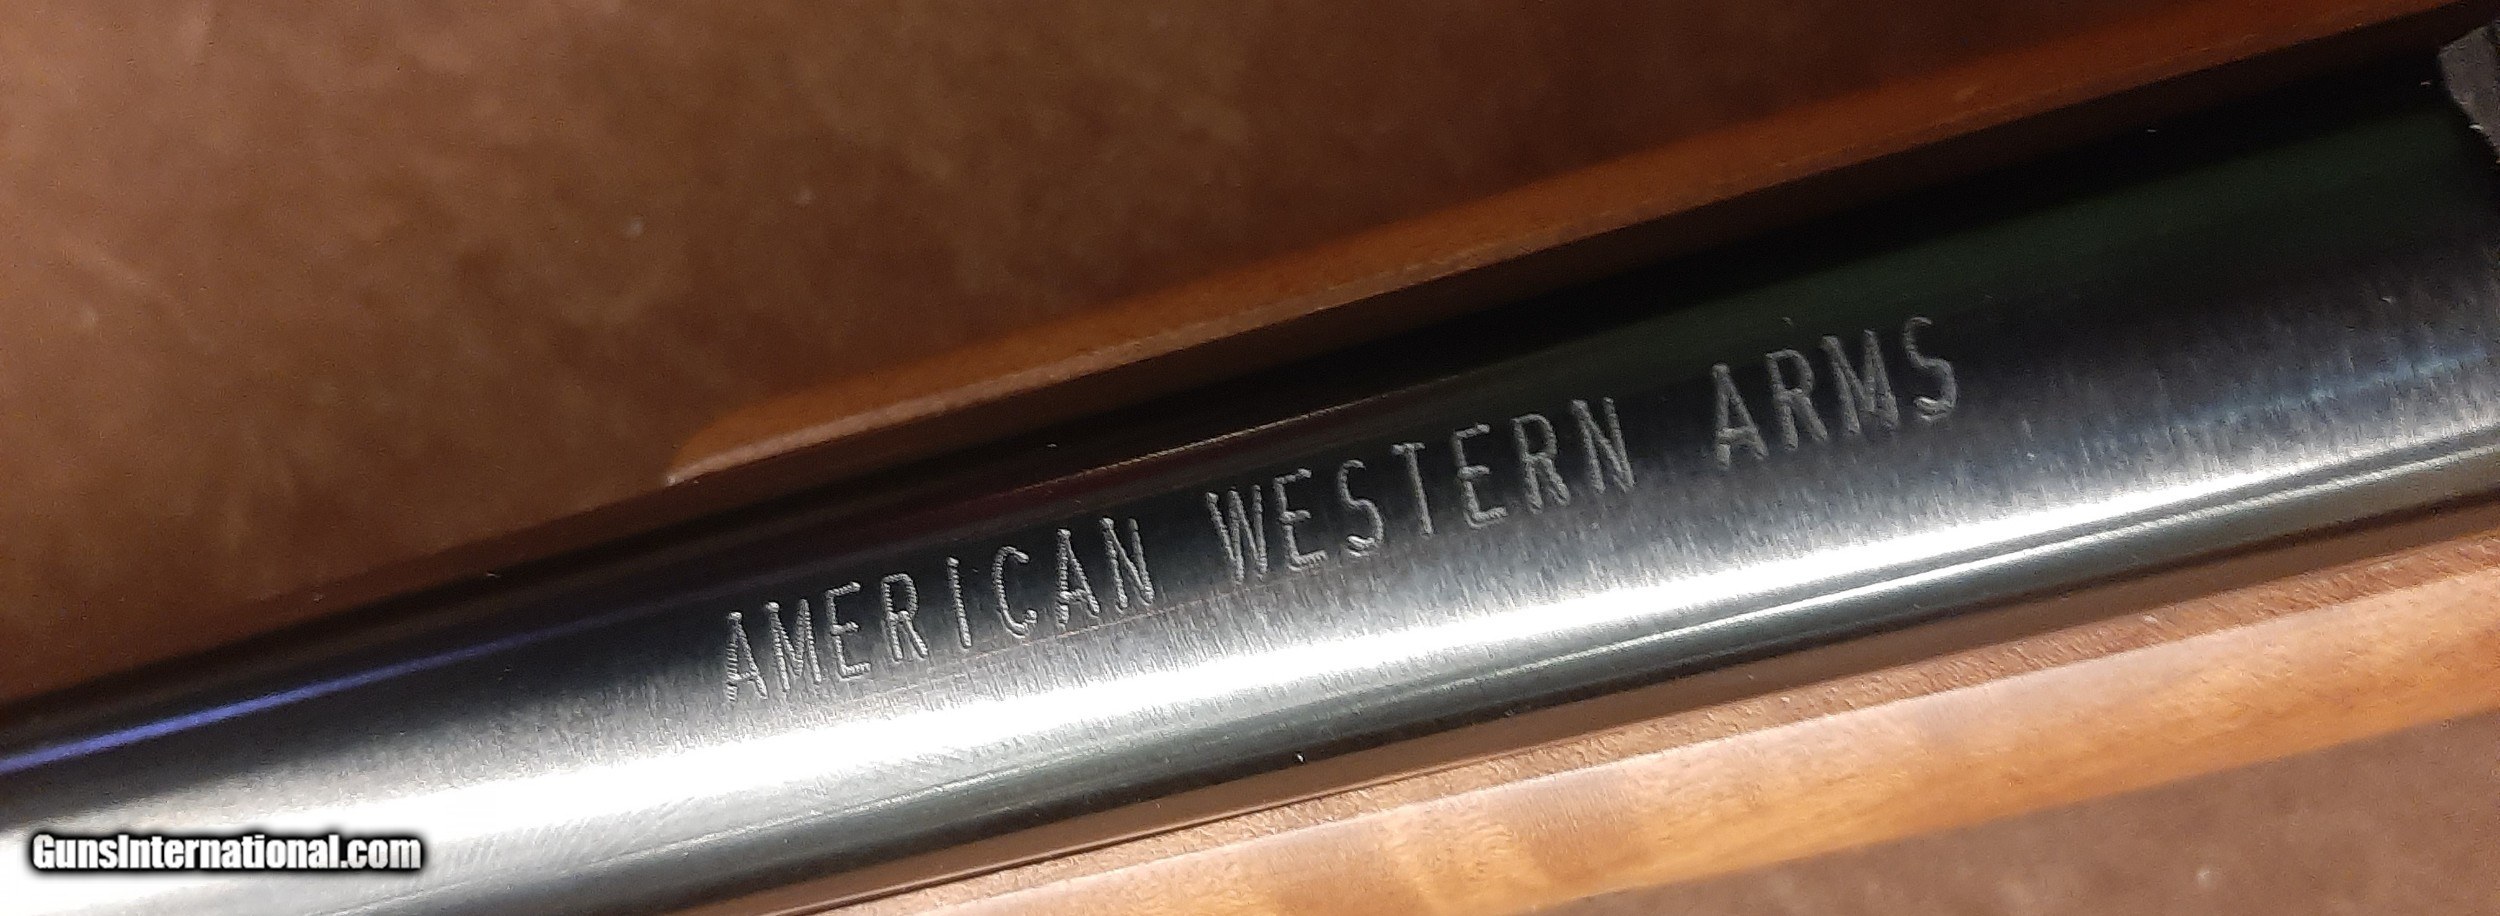 AMERICAN WESTERN ARMS
GunsInternational.com